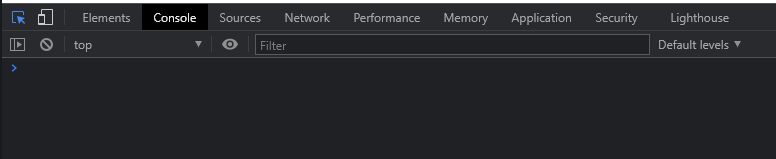 Elements Console Sources Network Performance Memory Application Security Lighthouse
top Filter Default levels